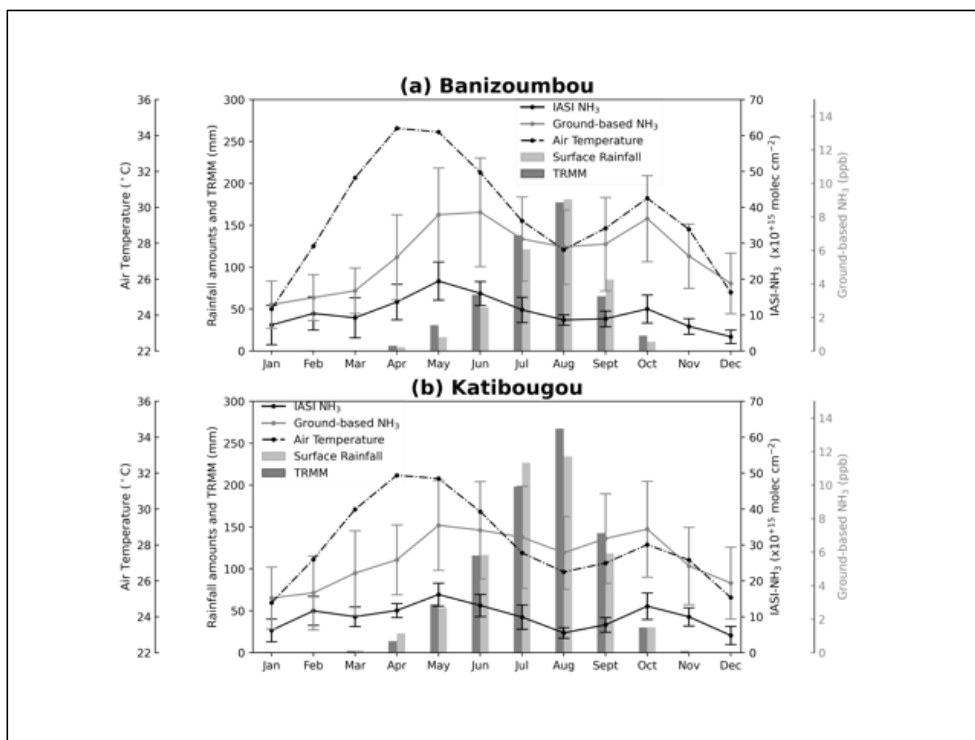 (a) Banizoumbou
Air Temperature (°C)
36
34
32
30
28
26
24
22
Rainfall amounts and TRMM (mm)
300
250
200
150
100
50
0
IASI NH₃
Ground-based NH₃
Air Temperature
Surface Rainfall
TRMM
70
60
50
40
30
20
10
0
IASI-NH₃ (x10⁺¹⁵ molec cm⁻²)
14
12
10
8
6
4
2
0
Ground-based NH₃ (ppb)
Jan Feb Mar Apr May Jun Jul Aug Sept Oct Nov Dec
(b) Katibougou
Air Temperature (°C)
36
34
32
30
28
26
24
22
Rainfall amounts and TRMM (mm)
300
250
200
150
100
50
0
IASI NH₃
Ground-based NH₃
Air Temperature
Surface Rainfall
TRMM
70
60
50
40
30
20
10
0
IASI-NH₃ (x10⁺¹⁵ molec cm⁻²)
14
12
10
8
6
4
2
0
Ground-based NH₃ (ppb)
Jan Feb Mar Apr May Jun Jul Aug Sept Oct Nov Dec